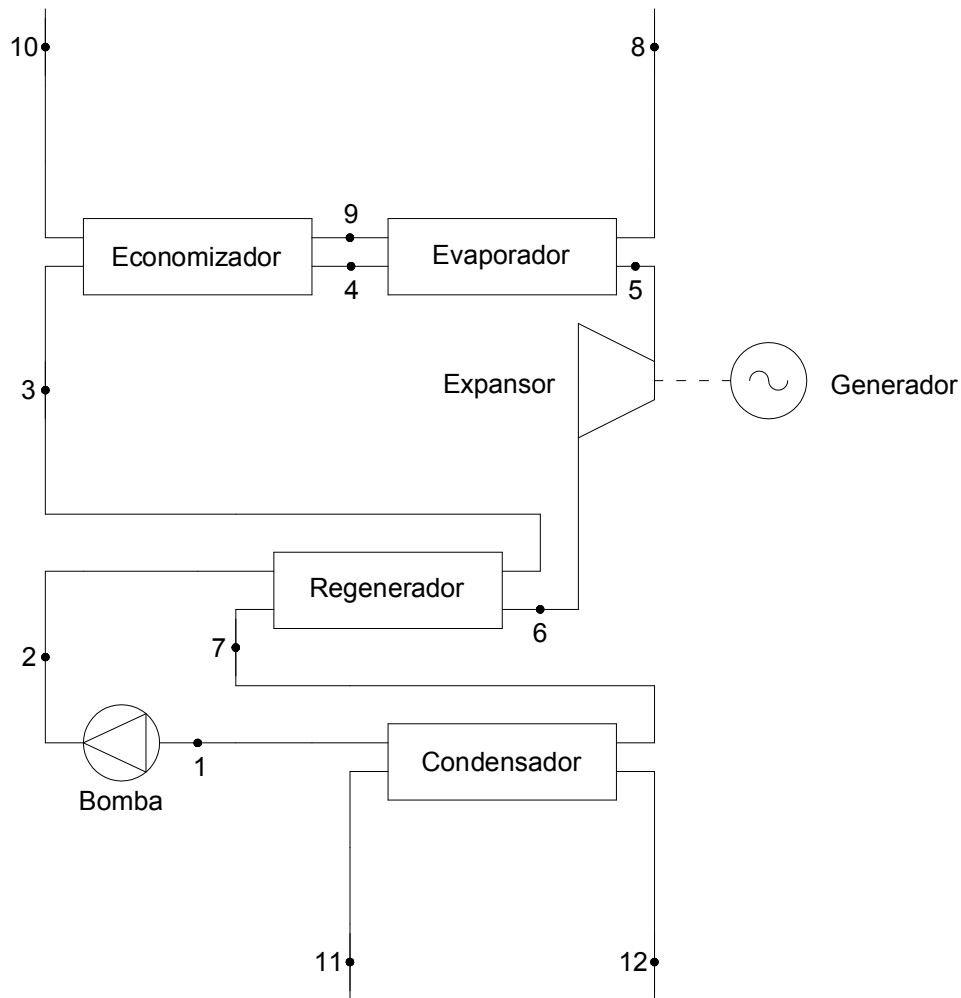 10
8
9
Economizador
Evaporador
4
5
3
Expansor
Generador
Regenerador
6
7
2
1
Condensador
Bomba
11
12